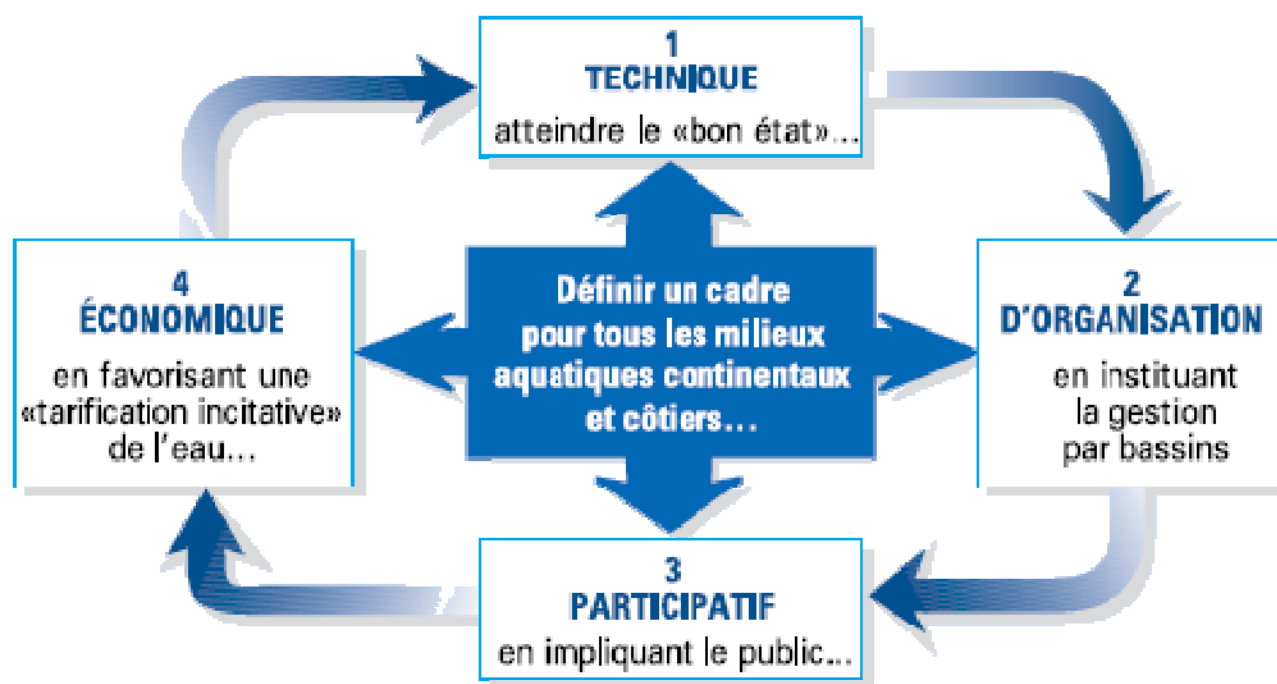 1
TECHNIQUE
atteindre le «bon état»...
4
ÉCONOMIQUE
en favorisant une
«tarification incitative»
de l'eau...
Définir un cadre
pour tous les milieux
aquatiques continentaux
et côtiers...
2
D'ORGANISATION
en instituant
la gestion
par bassins
3
PARTICIPATIF
en impliquant le public...